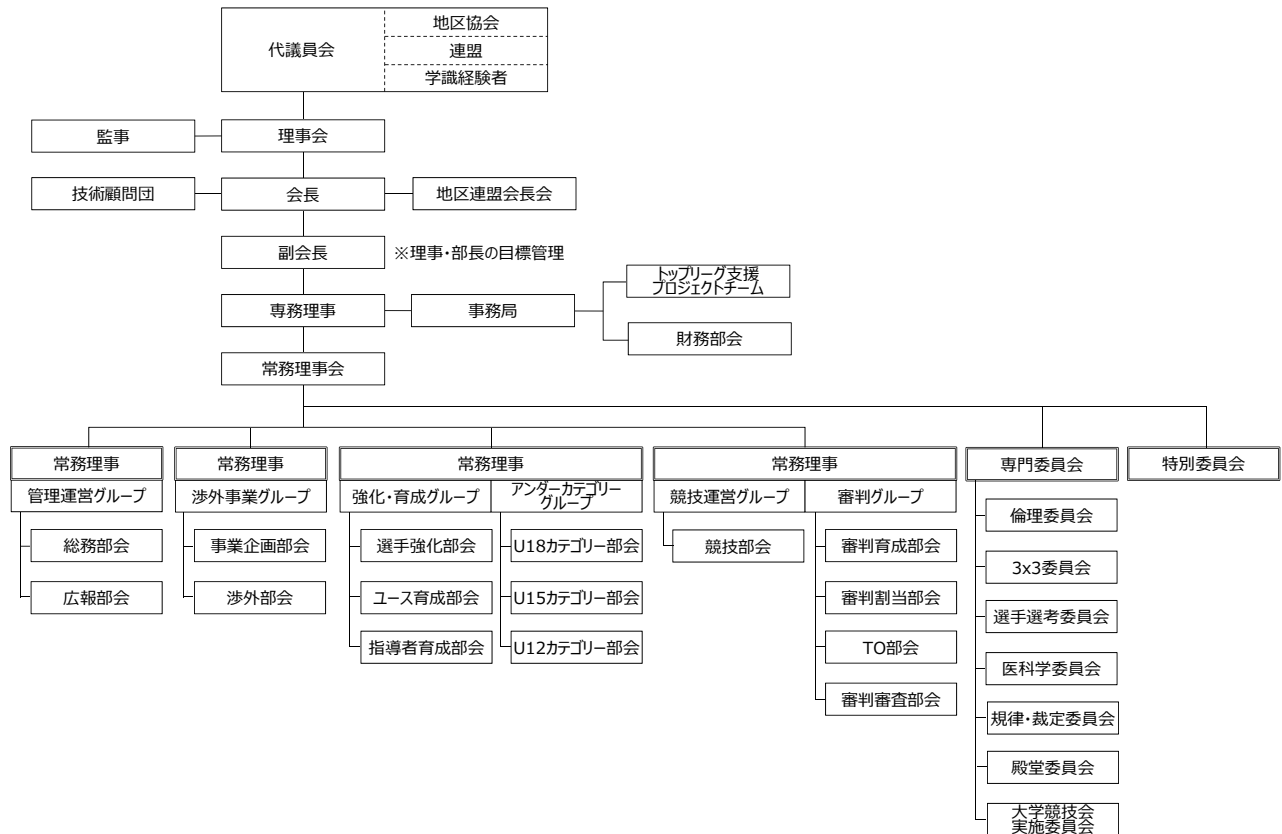 代議員会
地区協会
連盟
学識経験者
監事
理事会
技術顧問団
会長
地区連盟会長会
副会長
※理事・部長の目標管理
専務理事
事務局
トップリーグ支援
プロジェクトチーム
財務部会
常務理事会
常務理事
常務理事
常務理事
常務理事
専門委員会
特別委員会
管理運営グループ
渉外事業グループ
強化・育成グループ
アンダーカテゴリー
グループ
競技運営グループ
審判グループ
総務部会
広報部会
事業企画部会
渉外部会
選手強化部会
ユース育成部会
指導者育成部会
U18カテゴリー部会
U15カテゴリー部会
U12カテゴリー部会
競技部会
審判育成部会
審判割当部会
TO部会
審判審査部会
倫理委員会
3x3委員会
選手選考委員会
医科学委員会
規律・裁定委員会
殿堂委員会
大学競技会
実施委員会